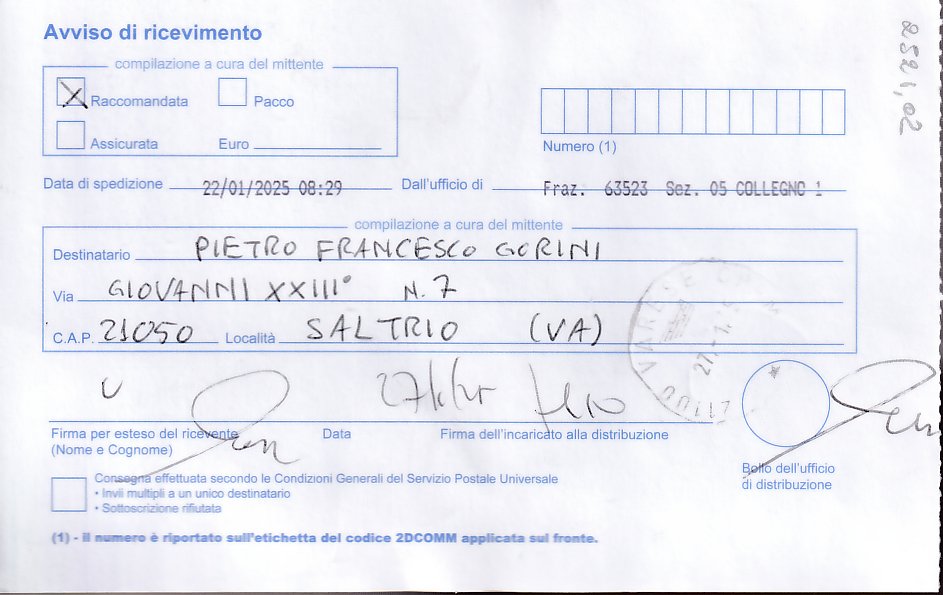 Avviso di ricevimento
compilazione a cura del mittente
Raccomandata Pacco
Assicurata Euro
Numero (1)
2521,02
Data di spedizione 22/01/2025 08:29 Dall'ufficio di Fraz. 63523 Sez. 05 COLLEGNO 1
compilazione a cura del mittente
Destinatario PIETRO FRANCESCO GORINI
Via GIOVANNI XXIII° N. 7
C.A.P. 21050 Località SALTRIO (VA)
VARESE
Firma per esteso del ricevente Data Firma dell'incaricato alla distribuzione
(Nome e Cognome)
Bollo dell'ufficio
di distribuzione
Consegna effettuata secondo le Condizioni Generali del Servizio Postale Universale
• Invii multipli a un unico destinatario
• Sottoscrizione rifiutata
(1) - il numero è riportato sull'etichetta del codice 2DCOMM applicata sul fronte.